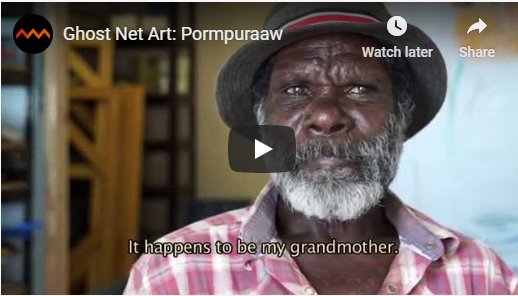 Ghost Net Art: Pormpuraaw
Watch later
Share
It happens to be my grandmother.